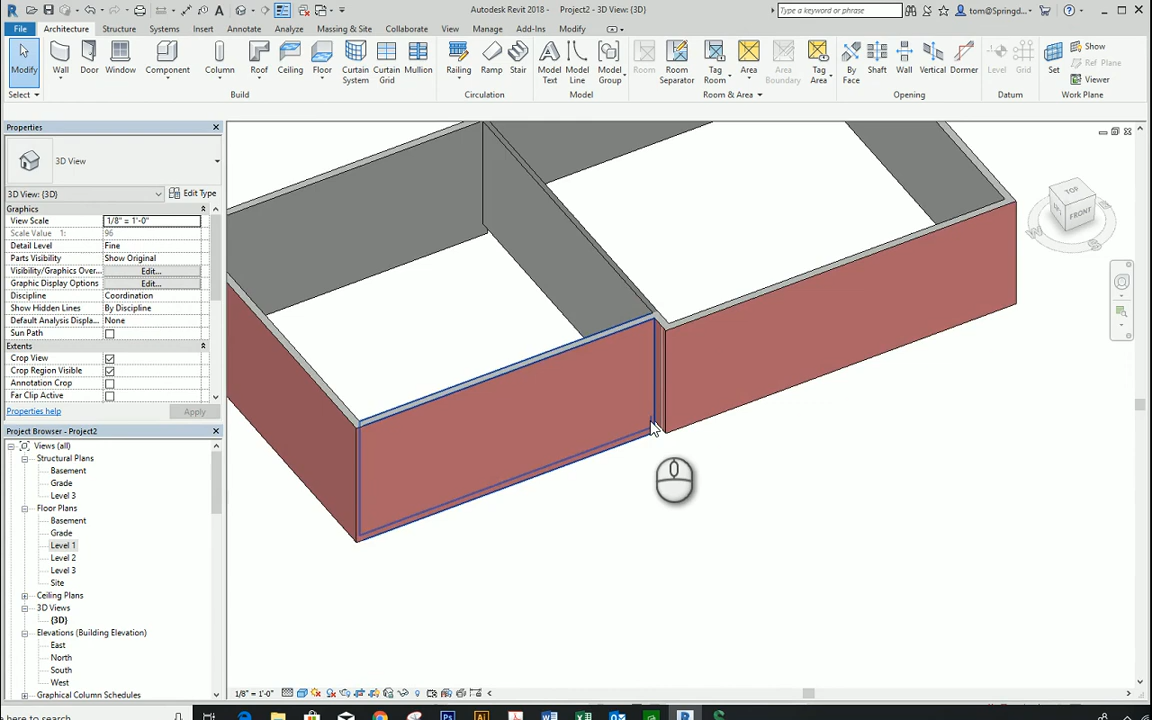 Autodesk Revit 2018 - Project2 - 3D View: {3D}
Type a keyword or phrase
tom@Springd...
File Architecture Structure Systems Insert Annotate Analyze Massing & Site Collaborate View Manage Add-Ins Modify
Modify Wall Door Window Component Column Roof Ceiling Curtain System Curtain Grid Mullion Railing Ramp Stair Model Text Model Line Model Group Room Room Separator Tag Room Area Area Boundary Tag Area By Face Shaft Wall Vertical Dormer Level Grid Set Show Ref Plane Viewer
Floor
Select Build Circulation Model Room & Area Opening Datum Work Plane
Properties
3D View
3D View: {3D} Edit Type
Graphics
View Scale 1/8" = 1'-0"
Scale Value 1: 96
Detail Level Fine
Parts Visibility Show Original
Visibility/Graphics Over... Edit...
Graphic Display Options Edit...
Discipline Coordination
Show Hidden Lines By Discipline
Default Analysis Displa... None
Sun Path
Extents
Crop View
Crop Region Visible
Annotation Crop
Far Clip Active
Properties help Apply
Project Browser - Project2
Views (all)
Structural Plans
Basement
Grade
Level 3
Floor Plans
Basement
Grade
Level 1
Level 2
Level 3
Site
Ceiling Plans
3D Views
{3D}
Elevations (Building Elevation)
East
North
South
West
Graphical Column Schedules
TOP
FRONT
W
S
1/8" = 1'-0"
re to search